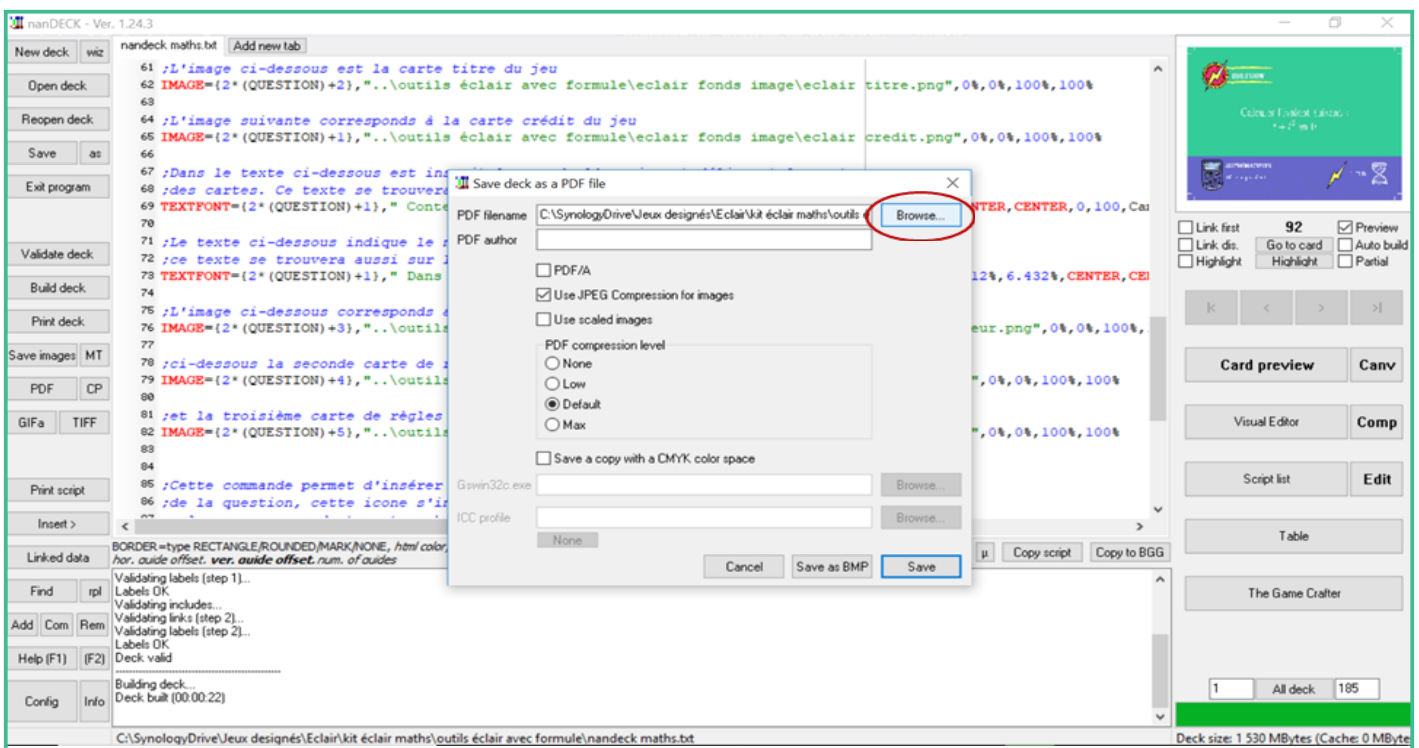 nanDECK - Ver. 1.24.3
New deck wiz
Open deck
Reopen deck
Save as
Exit program
Validate deck
Build deck
Print deck
Save images MT
PDF CP
GIFa TIFF
Print script
Insert >
Linked data
Find rpl
Add Com Rem
Help (F1) (F2)
Config Info
nandeck maths.txt Add new tab
61 ;L'image ci-dessous est la carte titre du jeu
62 IMAGE={2*(QUESTION)+2},"..\outils éclair avec formule\eclair fonds image\eclair titre.png",0%,0%,100%,100%
63
64 ;L'image suivante corresponds à la carte crédit du jeu
65 IMAGE={2*(QUESTION)+1},"..\outils éclair avec formule\eclair fonds image\eclair credit.png",0%,0%,100%,100%
66
67 ;Dans le texte ci-dessous est
68 ;des cartes. Ce texte se trouvera
69 TEXTFONT={2*(QUESTION)+1}," Conte NTER,CENTER,0,100,Ca
70
71 ;Le texte ci-dessous indique le
72 ;ce texte se trouvera aussi sur
73 TEXTFONT={2*(QUESTION)+1}," Dans 12%,6.432%,CENTER,CE
74
75 ;L'image ci-dessous corresponds
76 IMAGE={2*(QUESTION)+3},"..\outils eur.png",0%,0%,100%,
77
78 ;ci-dessous la seconde carte de
79 IMAGE={2*(QUESTION)+4},"..\outils ",0%,0%,100%,100%
80
81 ;et la troisième carte de règles
82 IMAGE={2*(QUESTION)+5},"..\outils ",0%,0%,100%,100%
83
84
85 ;Cette commande permet d'insérer
86 ;de la question, cette icone s'i
Save deck as a PDF file
PDF filename C:\SynologyDrive\Jeux designés\Eclair\kit éclair maths\outils Browse...
PDF author
PDF/A
Use JPEG Compression for images
Use scaled images
PDF compression level
None
Low
Default
Max
Save a copy with a CMYK color space
Gswin32c.exe Browse...
ICC profile Browse...
None
Cancel Save as BMP Save
BORDER=type RECTANGLE/ROUNDED/MARK/NONE, html color,
hor. guide offset, ver. guide offset, num. of guides
µ Copy script Copy to BGG
Validating labels (step 1)...
Labels OK
Validating includes...
Validating links (step 2)...
Validating labels (step 2)...
Labels OK
Deck valid
Building deck...
Deck built (00:00:22)
C:\SynologyDrive\Jeux designés\Eclair\kit éclair maths\outils éclair avec formule\nandeck maths.txt
QUESTION
Link first 92 Preview
Link dis. Go to card Auto build
Highlight Highlight Partial
|< < > >|
Card preview Canv
Visual Editor Comp
Script list Edit
Table
The Game Crafter
1 All deck 185
Deck size: 1 530 MBytes (Cache: 0 MByte